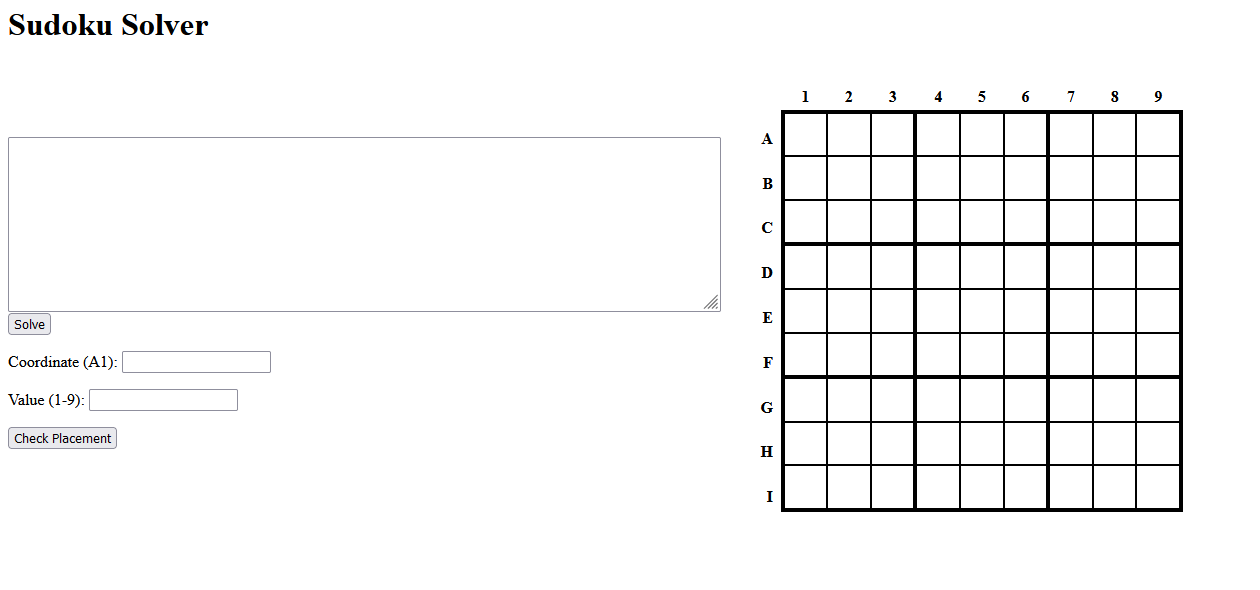 Sudoku Solver
1 2 3 4 5 6 7 8 9
A
B
C
D
E
F
G
H
I
Solve
Coordinate (A1):
Value (1-9):
Check Placement